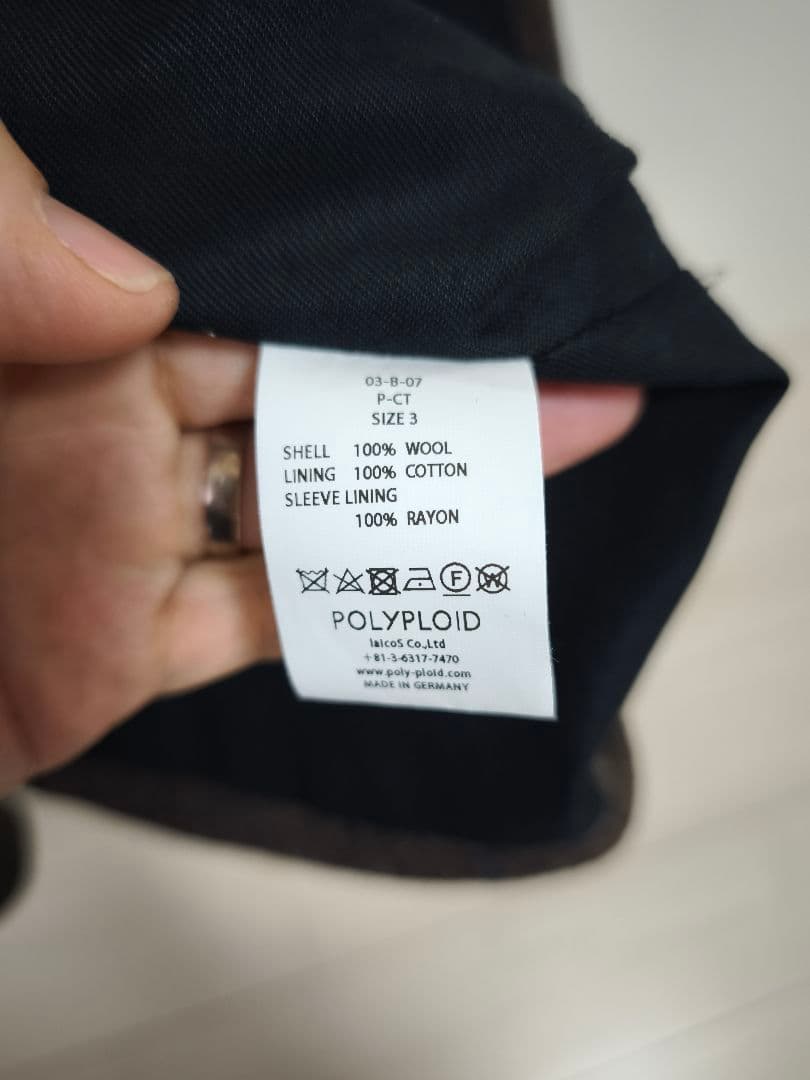 03-B-07
P-CT
SIZE 3
SHELL 100% WOOL
LINING 100% COTTON
SLEEVE LINING
100% RAYON
F W
POLYPLOID
IalcoS Co.,Ltd
+81-3-6317-7470
www.poly-ploid.com
MADE IN GERMANY